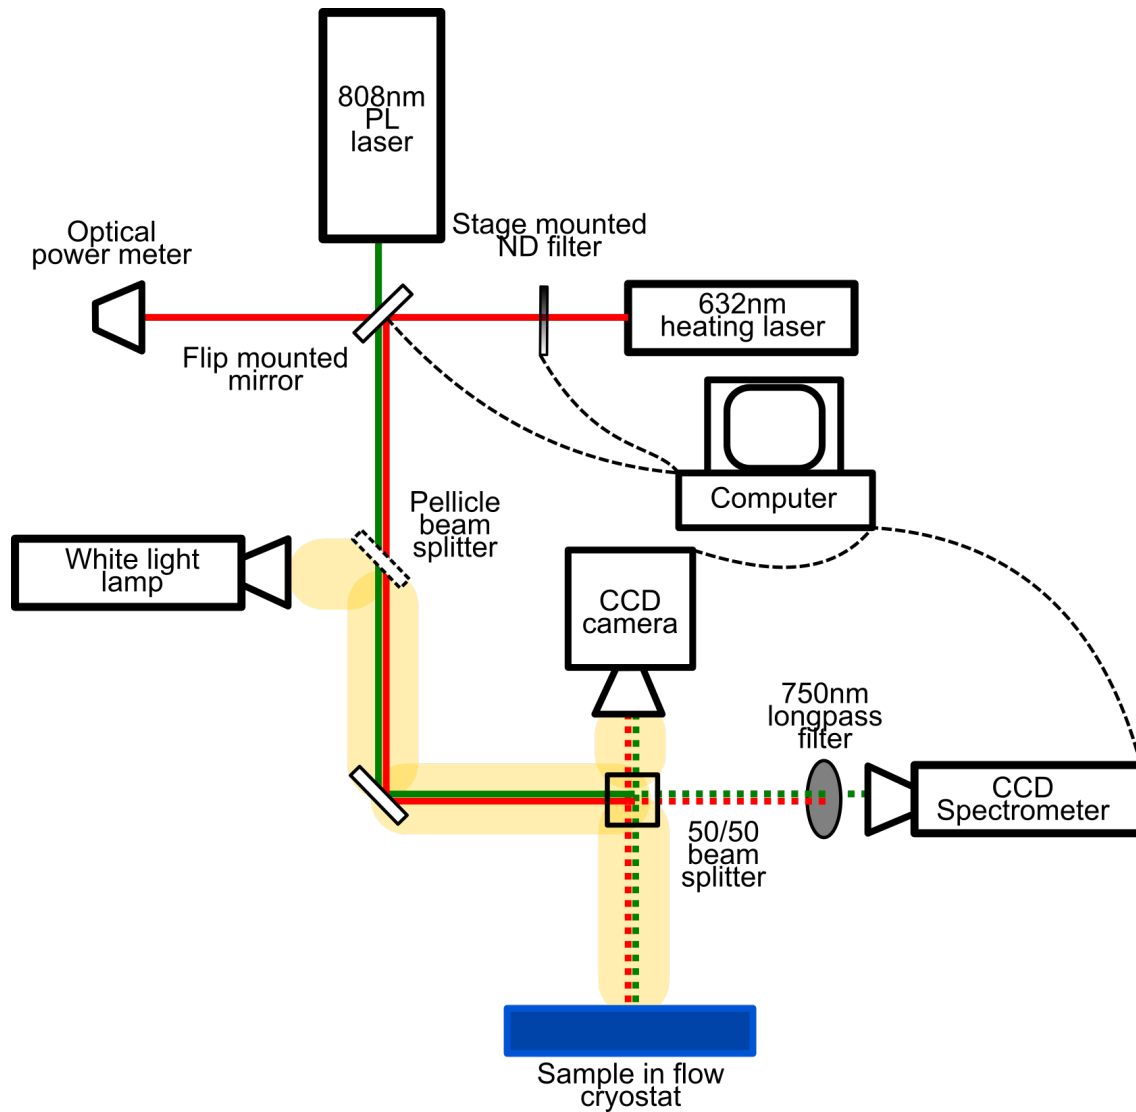 808nm
PL
laser
Optical
power meter
Stage mounted
ND filter
632nm
heating laser
Flip mounted
mirror
Computer
Pellicle
beam
splitter
White light
lamp
CCD
camera
750nm
longpass
filter
CCD
Spectrometer
50/50
beam
splitter
Sample in flow
cryostat